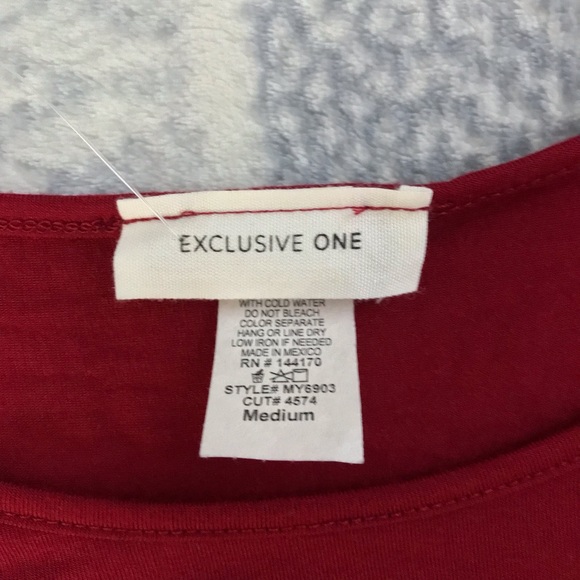 EXCLUSIVE ONE
WITH COLD WATER
DO NOT BLEACH
COLOR SEPARATE
HANG OR LINE DRY
LOW IRON IF NEEDED
MADE IN MEXICO
RN # 144170
STYLE# MY6903
CUT# 4574
Medium